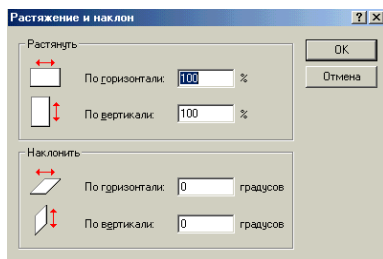 Растяжение и наклон
Растянуть
OK
По горизонтали: 100 %
Отмена
По вертикали: 100 %
Наклонить
По горизонтали: 0 градусов
По вертикали: 0 градусов